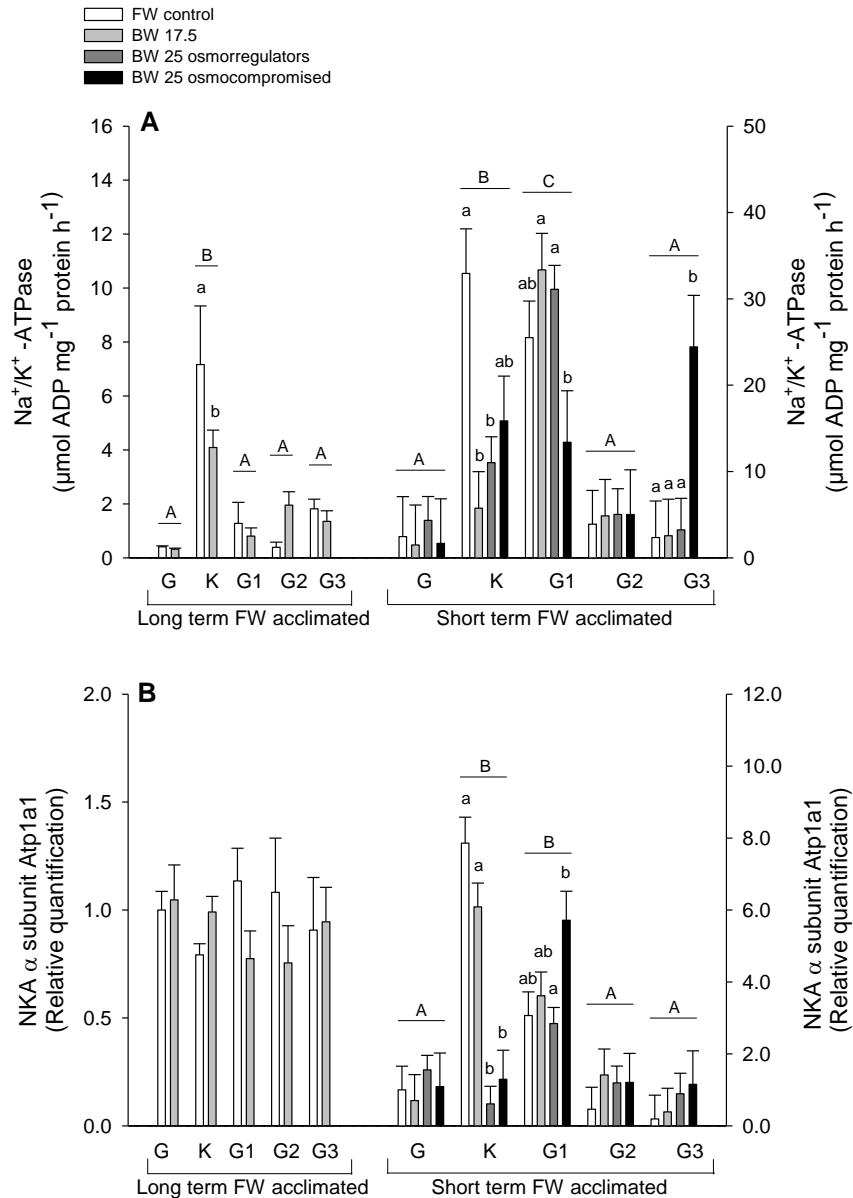 FW control
BW 17.5
BW 25 osmorregulators
BW 25 osmocompromised
A
16
14
12
10
8
6
4
2
0
Na⁺/K⁺ -ATPase
(µmol ADP mg⁻¹ protein h⁻¹)
50
40
30
20
10
0
Na⁺/K⁺ -ATPase
(µmol ADP mg⁻¹ protein h⁻¹)
A
B
a
b
A
A
A
A
B
a
b
b
ab
C
ab
a
a
b
A
A
a a a
b
G K G1 G2 G3 G K G1 G2 G3
Long term FW acclimated Short term FW acclimated
B
2.0
1.5
1.0
0.5
0.0
NKA α subunit Atp1a1
(Relative quantification)
12.0
10.0
8.0
6.0
4.0
2.0
0.0
NKA α subunit Atp1a1
(Relative quantification)
A
B
a
a
b
b
B
ab
ab
a
b
A
A
G K G1 G2 G3 G K G1 G2 G3
Long term FW acclimated Short term FW acclimated